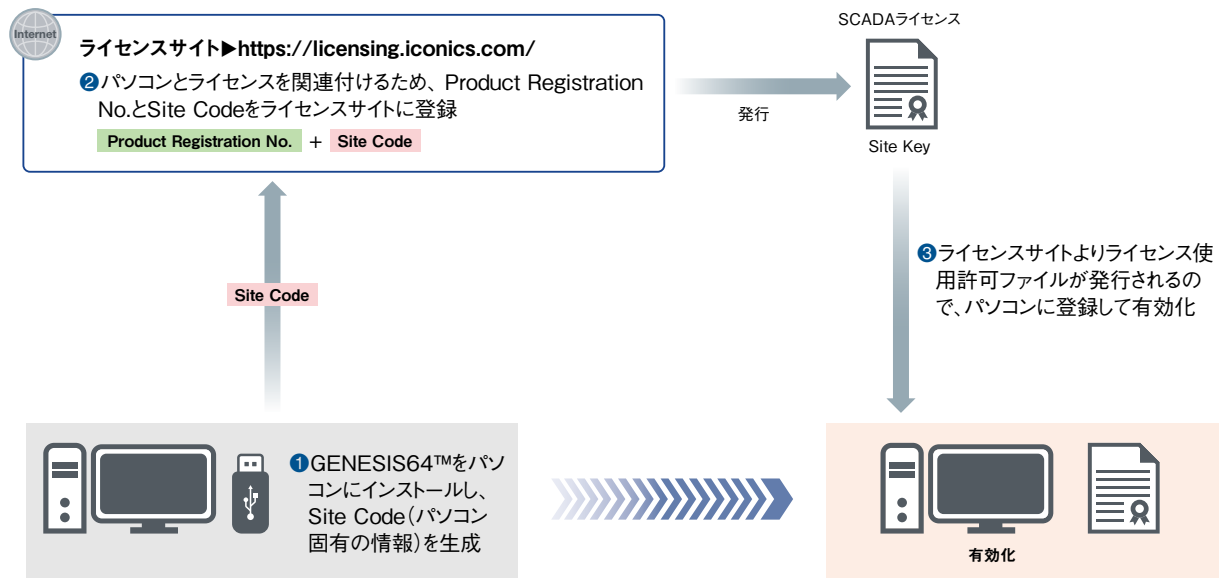 Internet
ライセンスサイト▶https://licensing.iconics.com/
❷パソコンとライセンスを関連付けるため、Product Registration
No.とSite Codeをライセンスサイトに登録
Product Registration No. + Site Code
発行
SCADAライセンス
Site Key
Site Code
❸ライセンスサイトよりライセンス使
用許可ファイルが発行されるの
で、パソコンに登録して有効化
❶GENESIS64™をパソ
コンにインストールし、
Site Code（パソコン
固有の情報）を生成
有効化